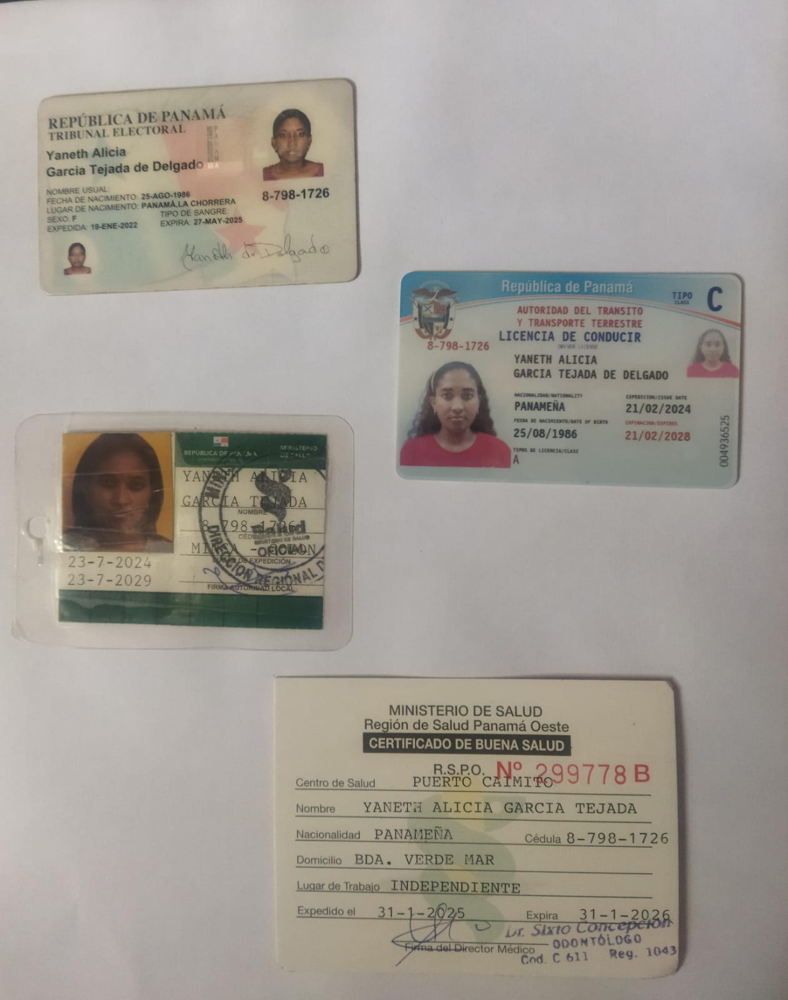 REPÚBLICA DE PANAMÁ
TRIBUNAL ELECTORAL
Yaneth Alicia
Garcia Tejada de Delgado
NOMBRE USUAL:
FECHA DE NACIMIENTO: 25-AGO-1986
LUGAR DE NACIMIENTO: PANAMÁ,LA CHORRERA
SEXO: F TIPO DE SANGRE:
EXPEDIDA: 19-ENE-2022 EXPIRA: 27-MAY-2025
8-798-1726
Yaneth de Delgado
República de Panamá
TIPO C
CLASS
AUTORIDAD DEL TRANSITO
Y TRANSPORTE TERRESTRE
LICENCIA DE CONDUCIR
DRIVER LICENSE
8-798-1726
YANETH ALICIA
GARCIA TEJADA DE DELGADO
NACIONALIDAD/NATIONALITY
PANAMEÑA
EXPEDICION/ISSUE DATE
21/02/2024
FECHA DE NACIMIENTO/DATE OF BIRTH
25/08/1986
EXPIRACION/EXPIRES
21/02/2028
TIPOS DE LICENCIA/CLASS
A
004936525
REPÚBLICA DE PANAMA
MINISTERIO
DE SALUD
YANETH ALICIA
GARCIA TEJADA
NOMBRE
8-798-1726
MINSA - COLON
LUGAR DE EXPEDICIÓN
FIRMA AUTORIDAD LOCAL
23-7-2024
23-7-2029
OFICIAL
DIRECCION REGIONAL D
MINISTERIO DE SALUD
Región de Salud Panamá Oeste
CERTIFICADO DE BUENA SALUD
R.S.P.O. Nº 299778 B
Centro de Salud PUERTO CAIMITO
Nombre YANETH ALICIA GARCIA TEJADA
Nacionalidad PANAMEÑA Cédula 8-798-1726
Domicilio BDA. VERDE MAR
Lugar de Trabajo INDEPENDIENTE
Expedido el 31-1-2025 Expira 31-1-2026
Dr. Sixto Concepción
ODONTÓLOGO
Firma del Director Médico
Cod. C 611 Reg. 1043